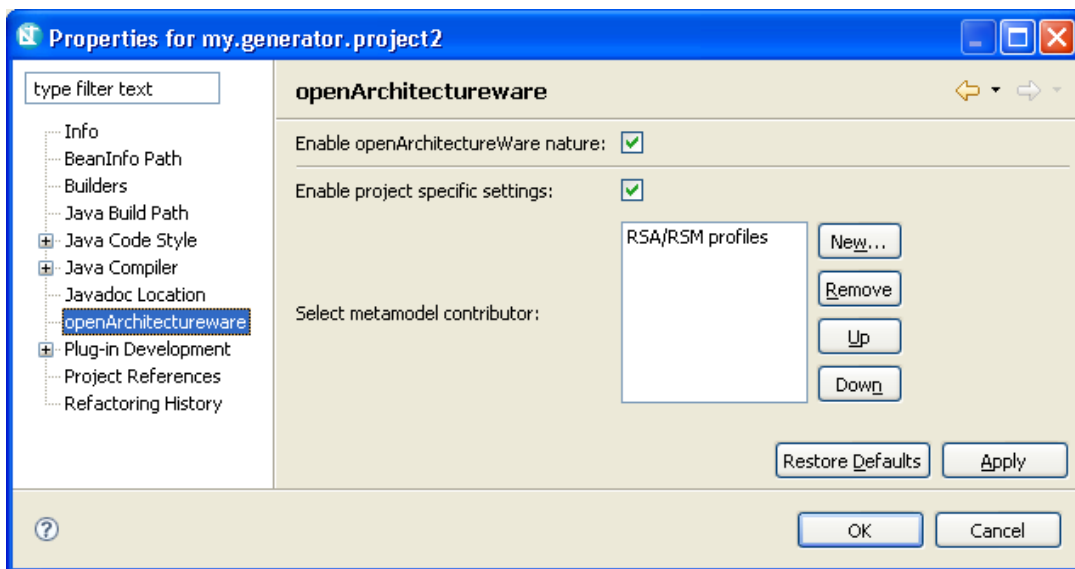 Properties for my.generator.project2
type filter text
Info
BeanInfo Path
Builders
Java Build Path
Java Code Style
Java Compiler
Javadoc Location
openArchitectureware
Plug-in Development
Project References
Refactoring History
openArchitectureware
Enable openArchitectureWare nature:
Enable project specific settings:
Select metamodel contributor:
RSA/RSM profiles
New...
Remove
Up
Down
Restore Defaults
Apply
?
OK
Cancel